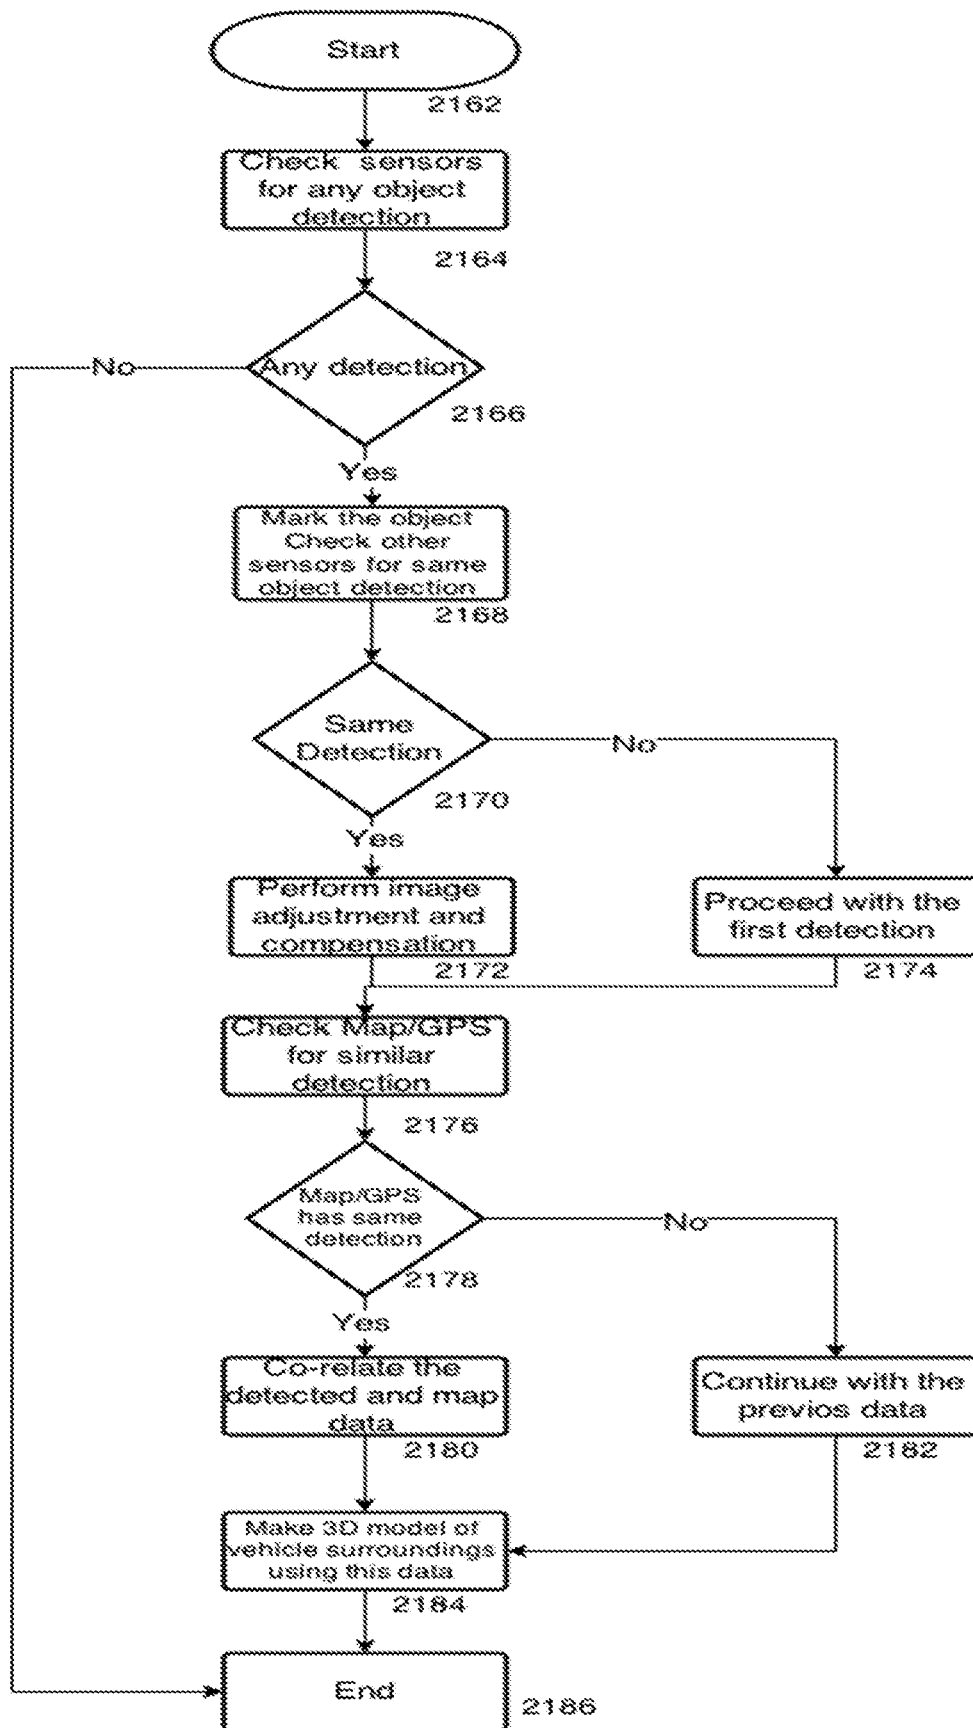 Start
2162
Check sensors
for any object
detection
2164
No
Any detection
2166
Yes
Mark the object
Check other
sensors for same
object detection
2168
Same
Detection
No
2170
Yes
Perform image
adjustment and
compensation
2172
Proceed with the
first detection
2174
Check Map/GPS
for similar
detection
2176
Map/GPS
has same
detection
No
2178
Yes
Co-relate the
detected and map
data
2180
Continue with the
previos data
2182
Make 3D model of
vehicle surroundings
using this data
2184
End
2186